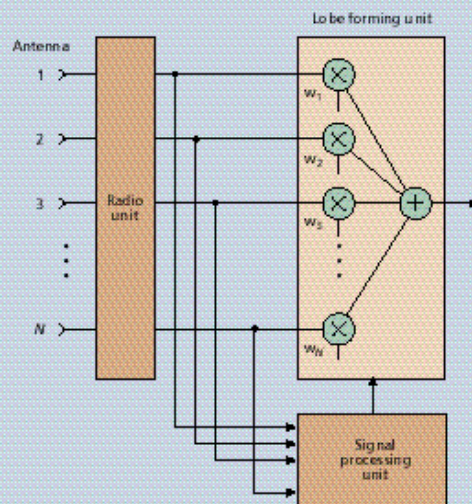 Lobe forming unit
Antenna
1
w1
2
w2
3
Radio
unit
w3
N
wN
Signal
processing
unit